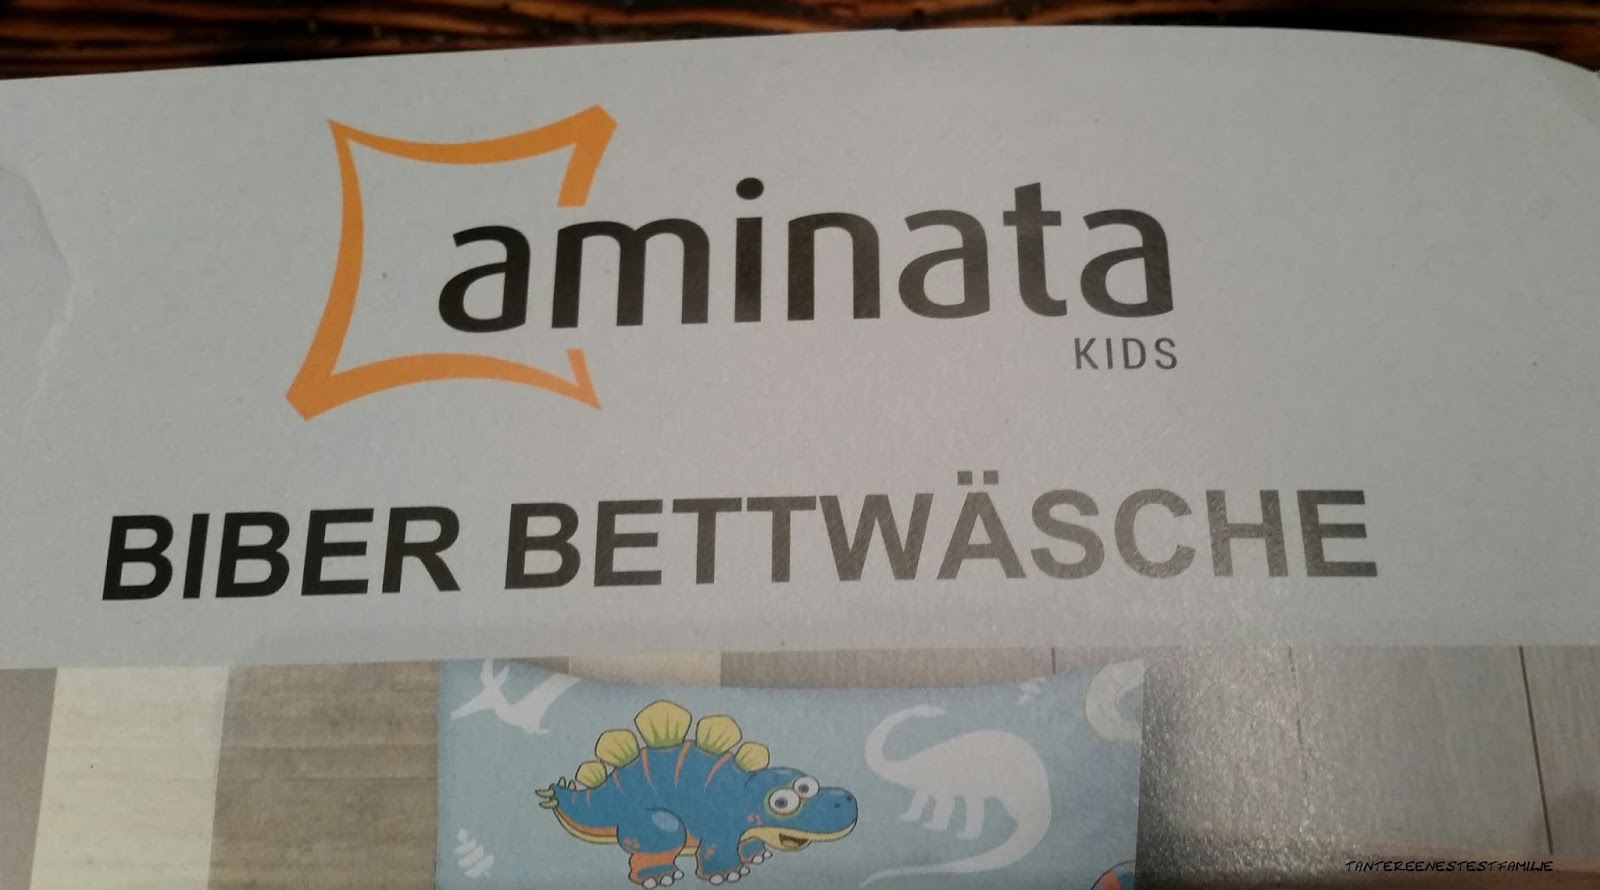 aminata
KIDS
BIBER BETTWÄSCHE
TANTEREENESTESTFAMILIE